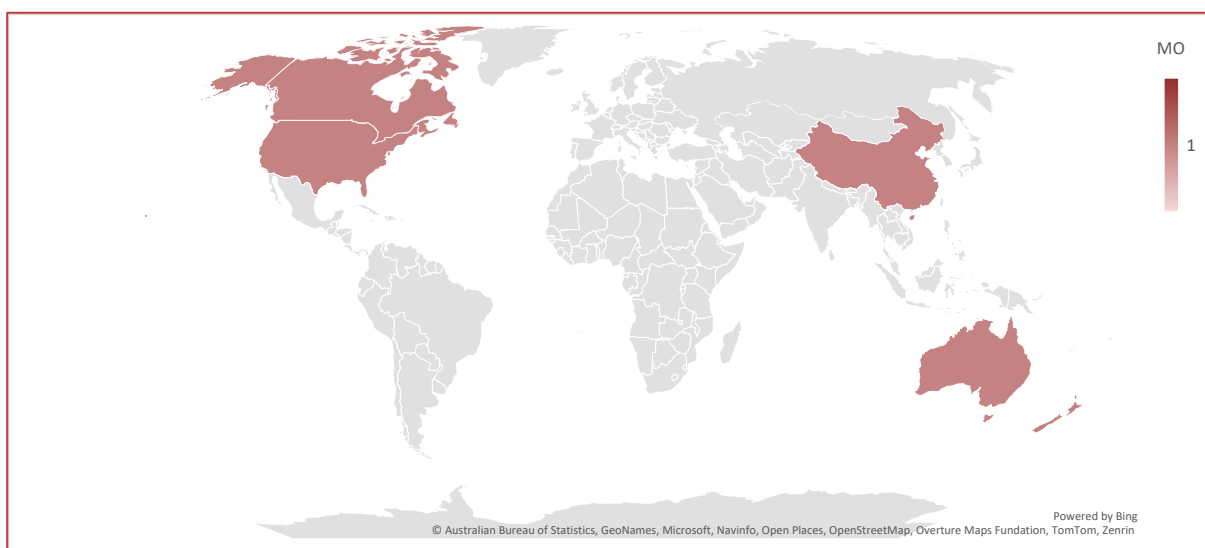 MO
1
Powered by Bing
© Australian Bureau of Statistics, GeoNames, Microsoft, Navinfo, Open Places, OpenStreetMap, Overture Maps Fundation, TomTom, Zenrin